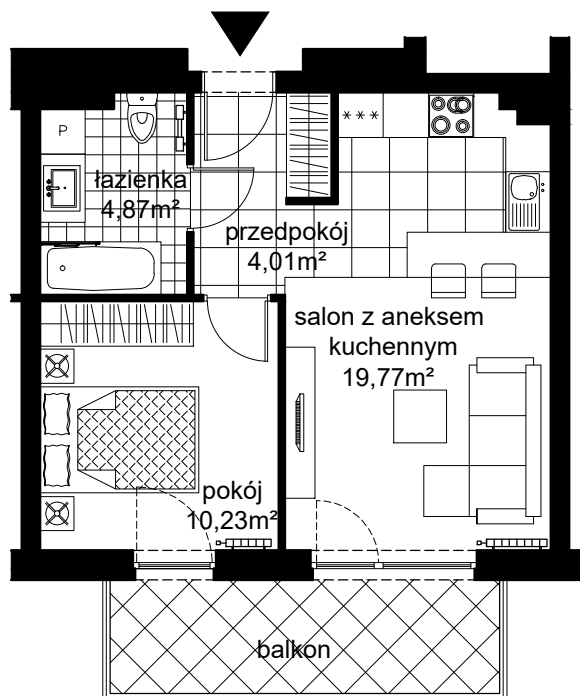 P
***
łazienka
4,87m²
przedpokój
4,01m²
salon z aneksem
kuchennym
19,77m²
pokój
10,23m²
balkon